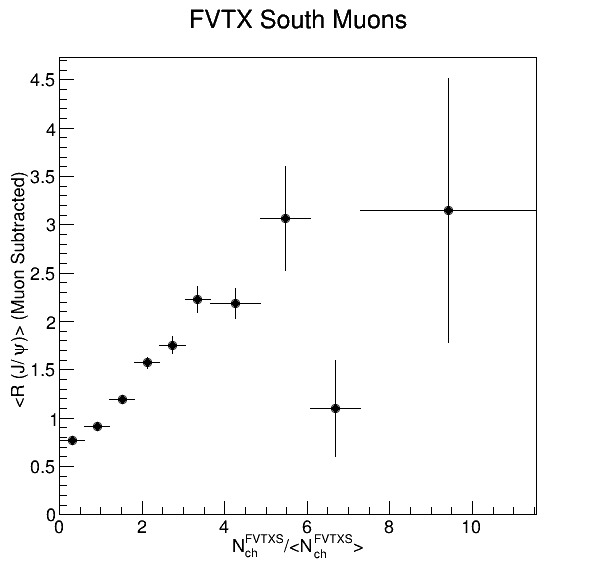 FVTX South Muons
<R (J/ψ)> (Muon Subtracted)
4.5
4
3.5
3
2.5
2
1.5
1
0.5
0
0 2 4 6 8 10
N_ch^FVTXS/<N_ch^FVTXS>